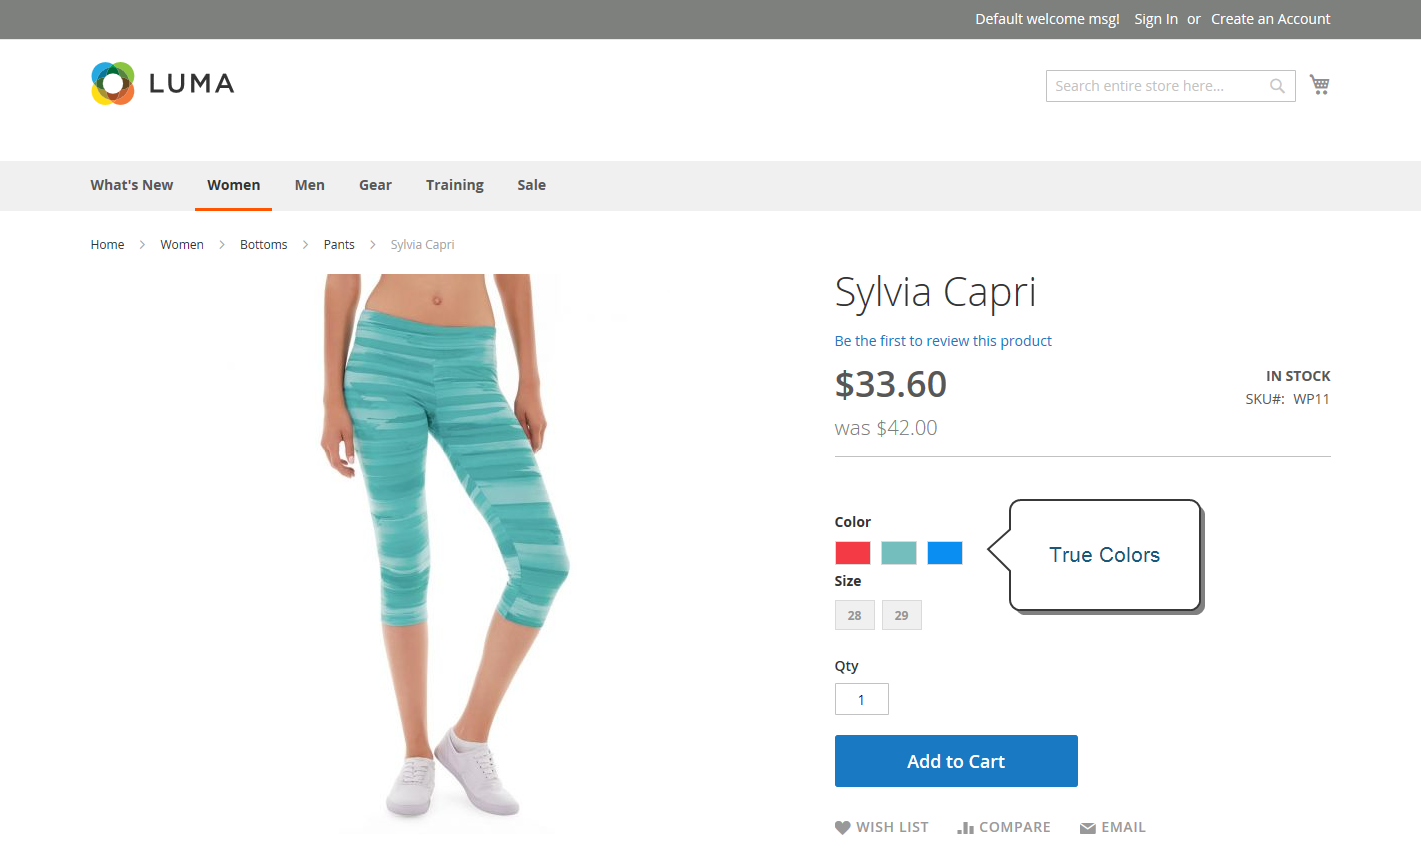 Default welcome msg! Sign In or Create an Account
LUMA
Search entire store here...
What's New Women Men Gear Training Sale
Home > Women > Bottoms > Pants > Sylvia Capri
Sylvia Capri
Be the first to review this product
$33.60
IN STOCK
SKU#: WP11
was $42.00
Color
True Colors
Size
28 29
Qty
1
Add to Cart
WISH LIST COMPARE EMAIL